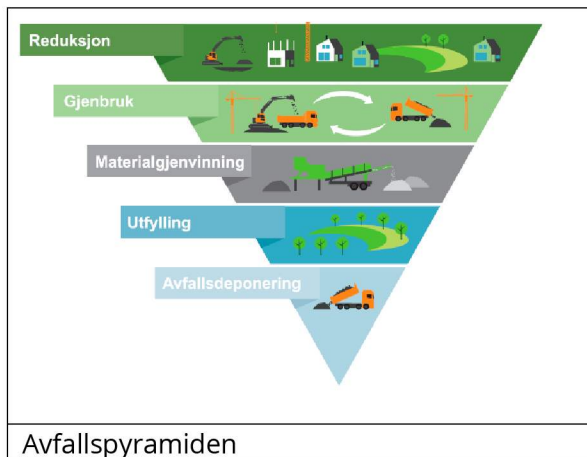 Reduksjon
Gjenbruk
Materialgjenvinning
Utfylling
Avfallsdeponering
Avfallspyramiden